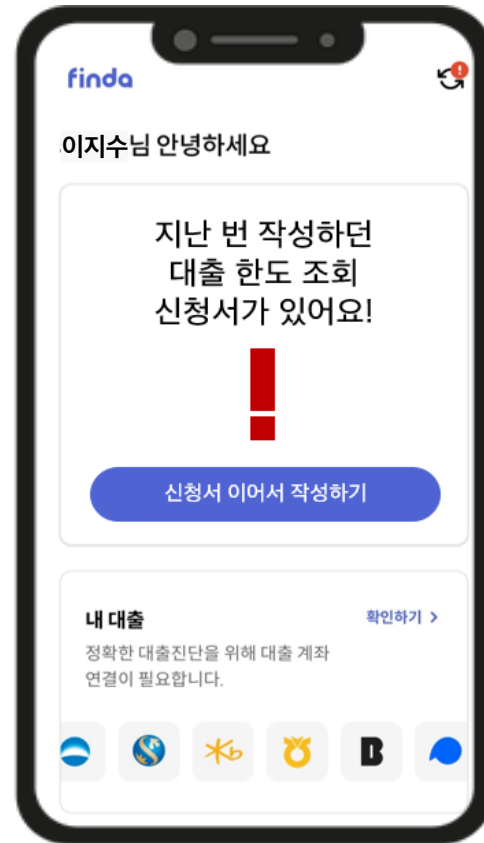 finda
이지수님 안녕하세요
지난 번 작성하던
대출 한도 조회
신청서가 있어요!
신청서 이어서 작성하기
내 대출
확인하기 >
정확한 대출진단을 위해 대출 계좌
연결이 필요합니다.